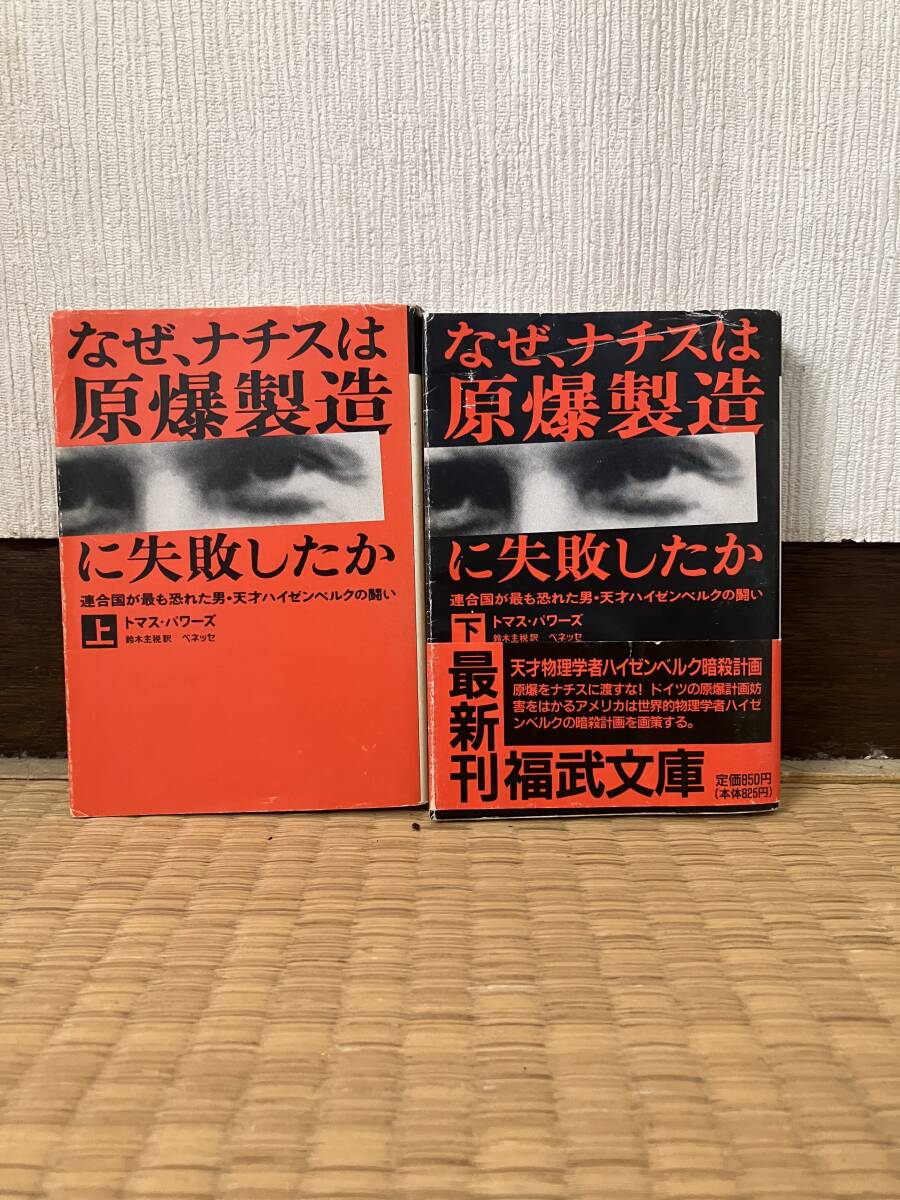 なぜ、ナチスは
原爆製造
に失敗したか
連合国が最も恐れた男・天才ハイゼンベルクの闘い
上 トマス・パワーズ
鈴木主税訳 ベネッセ
なぜ、ナチスは
原爆製造
に失敗したか
連合国が最も恐れた男・天才ハイゼンベルクの闘い
下 トマス・パワーズ
鈴木主税訳 ベネッセ
最新刊
天才物理学者ハイゼンベルク暗殺計画
原爆をナチスに渡すな! ドイツの原爆計画妨
害をはかるアメリカは世界的物理学者ハイゼ
ンベルクの暗殺計画を画策する。
福武文庫
定価850円
(本体825円)